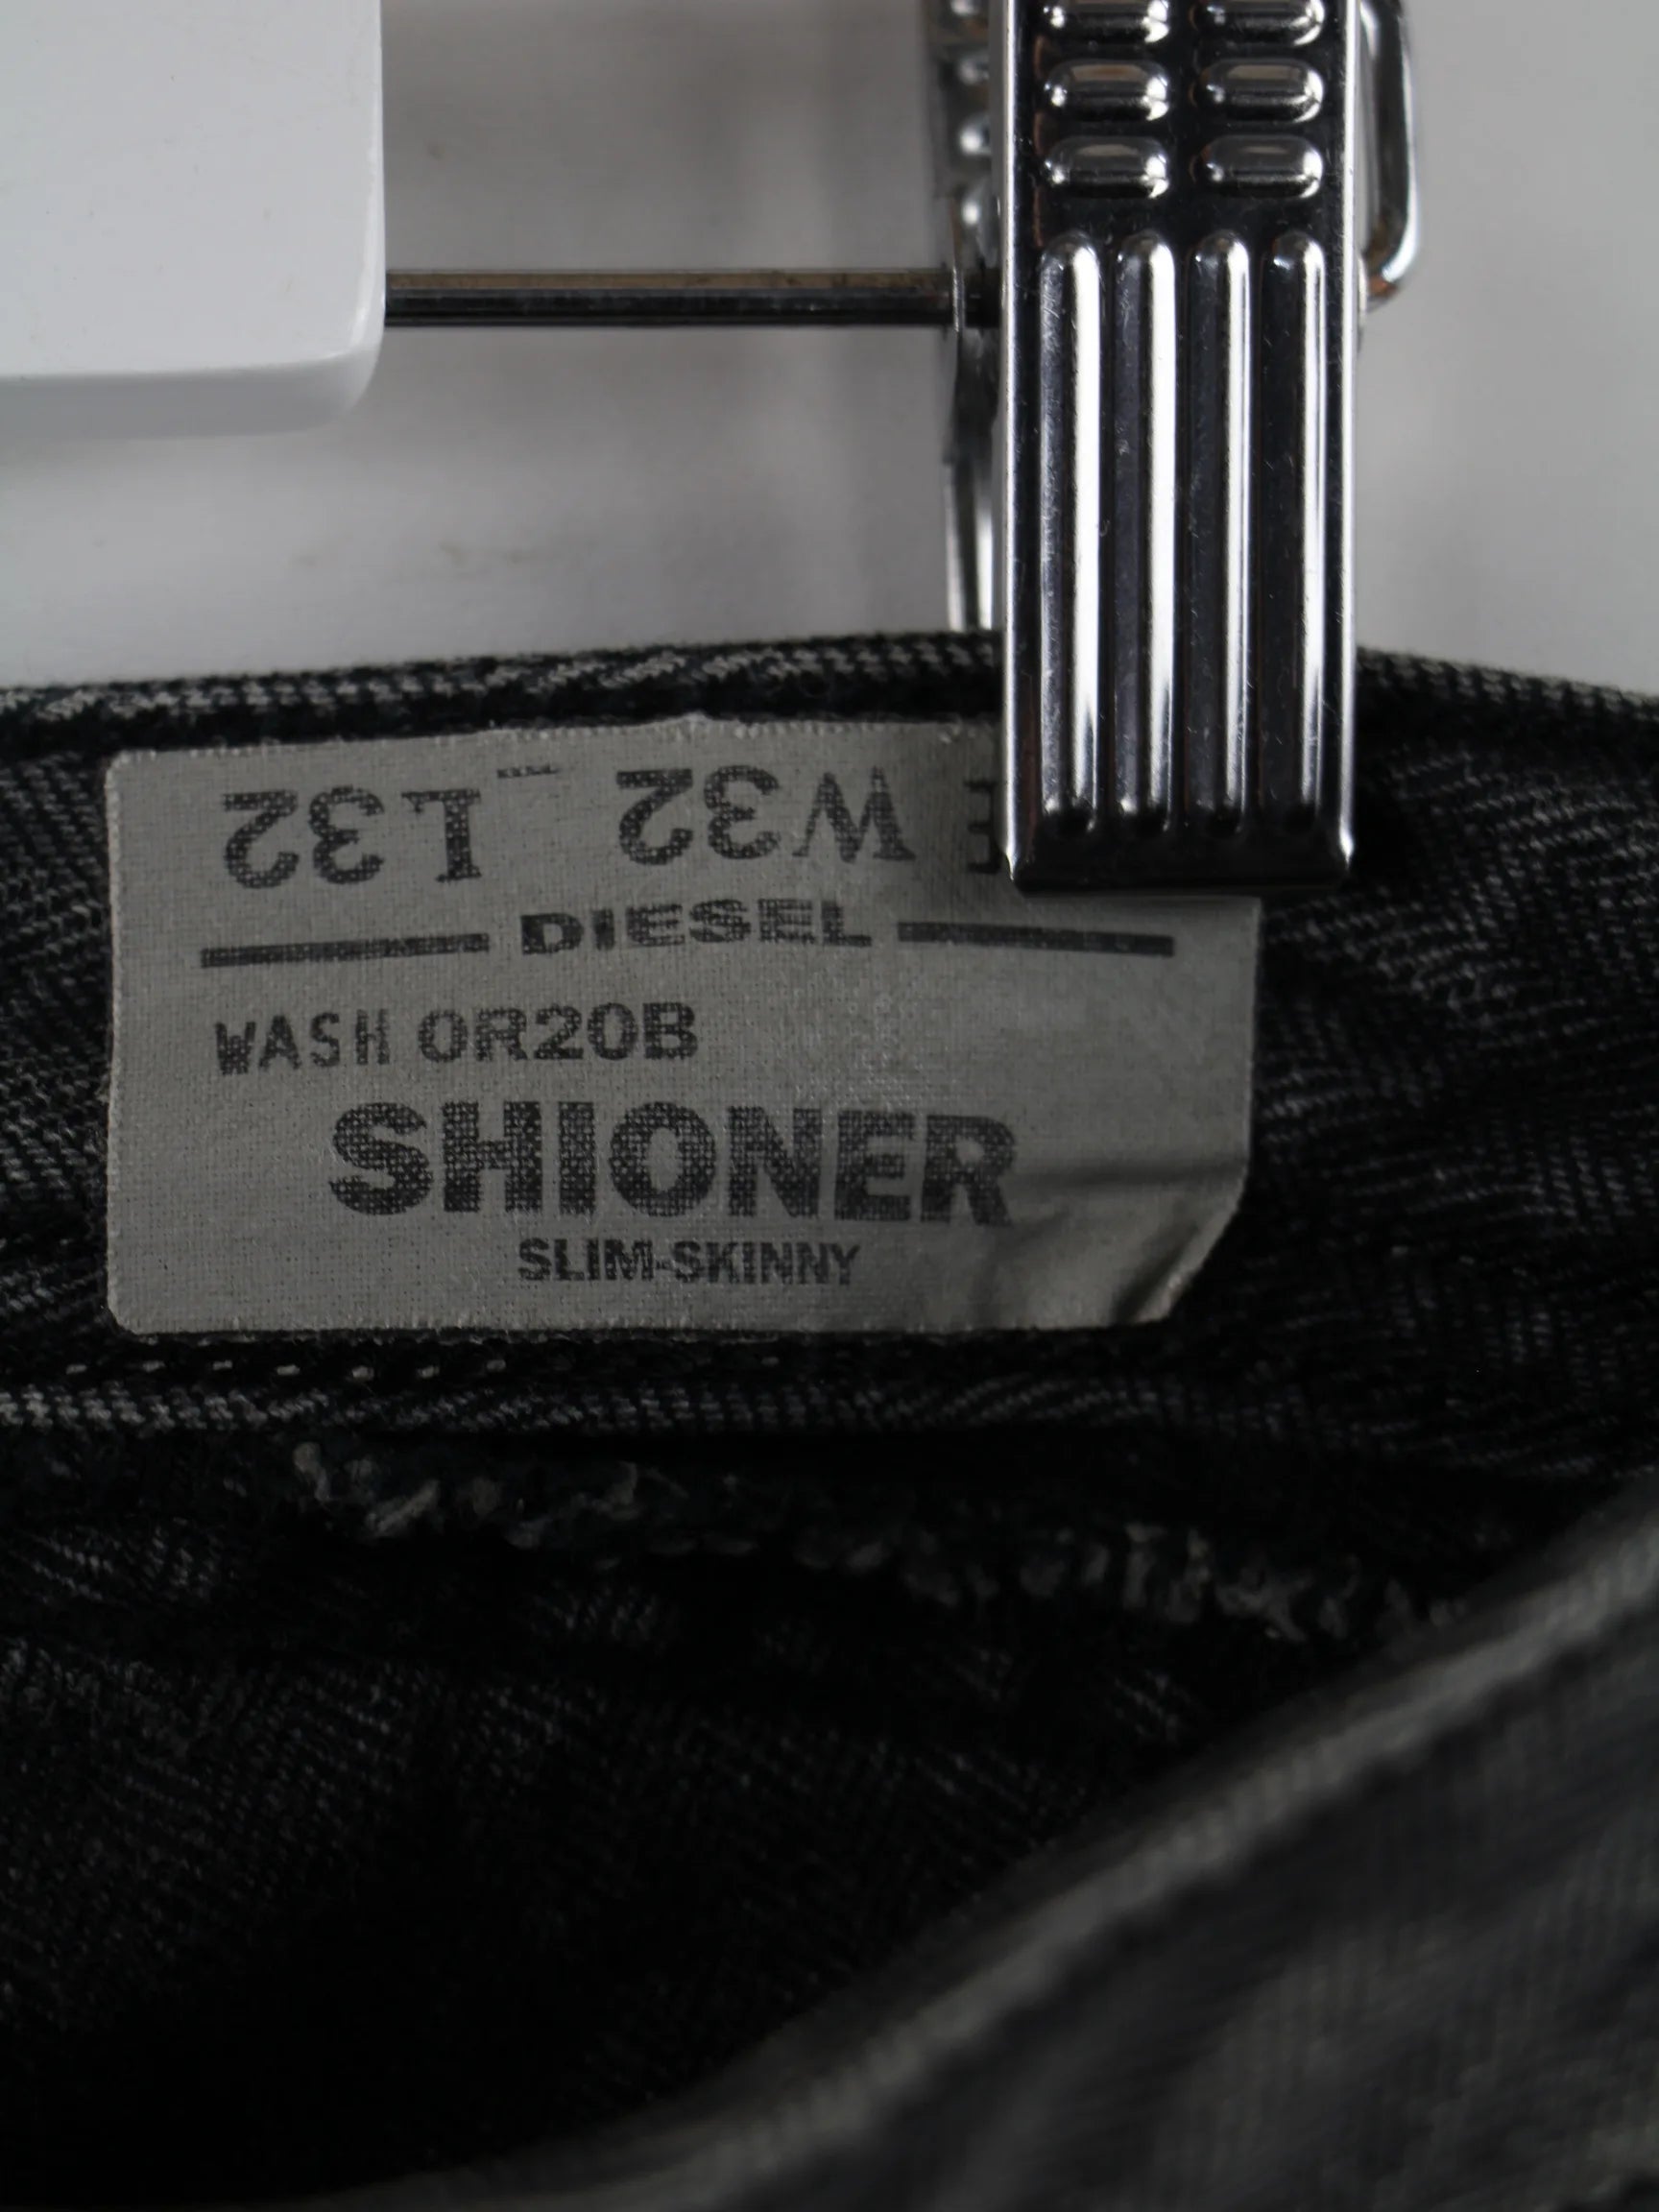 W32 L32
DIESEL
WASH 0R20B
SHIONER
SLIM-SKINNY